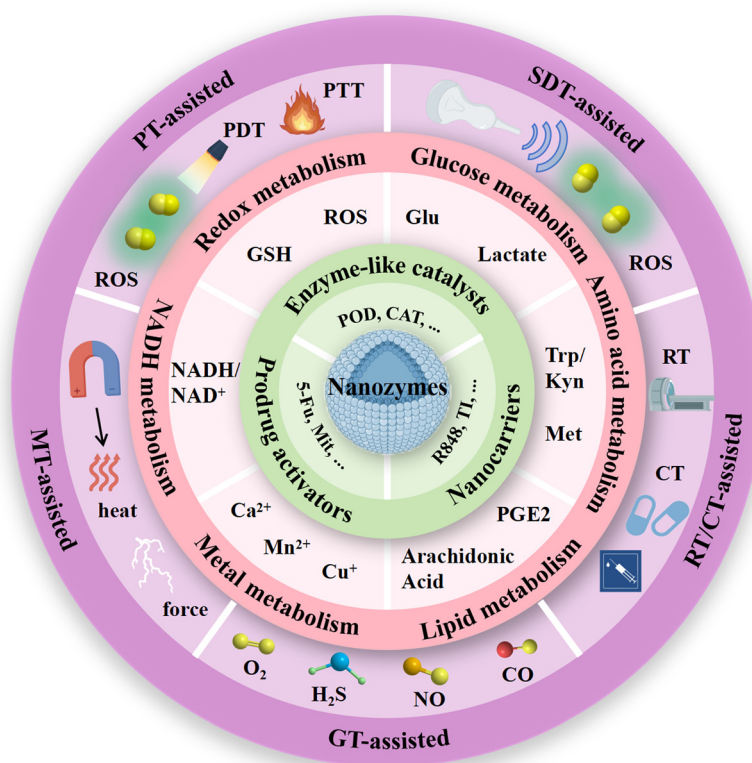 PT-assisted
SDT-assisted
RT/CT-assisted
GT-assisted
MT-assisted
PTT
PDT
ROS
ROS
RT
CT
CO
NO
H₂S
O₂
force
heat
+
−
Redox metabolism
Glucose metabolism
Amino acid metabolism
Lipid metabolism
Metal metabolism
NADH metabolism
ROS
GSH
Glu
Lactate
Trp/
Kyn
Met
PGE2
Arachidonic
Acid
Ca²⁺
Mn²⁺
Cu⁺
NADH/
NAD⁺
Enzyme-like catalysts
Nanocarriers
Prodrug activators
POD, CAT, ...
R848, Tl, ...
5-Fu, Mit, ...
Nanozymes